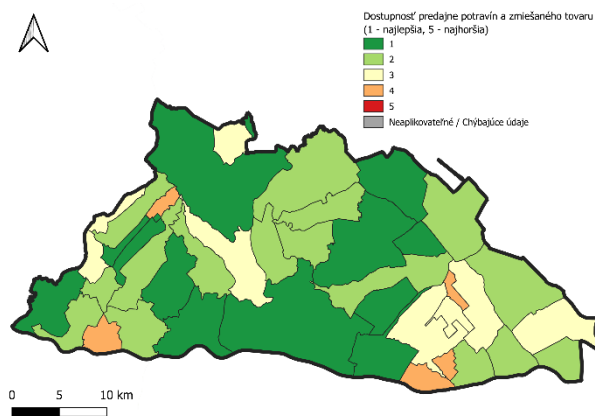 Dostupnosť predajne potravín a zmiešaného tovaru
(1 - najlepšia, 5 - najhoršia)
1
2
3
4
5
Neaplikovateľné / Chýbajúce údaje
0 5 10 km